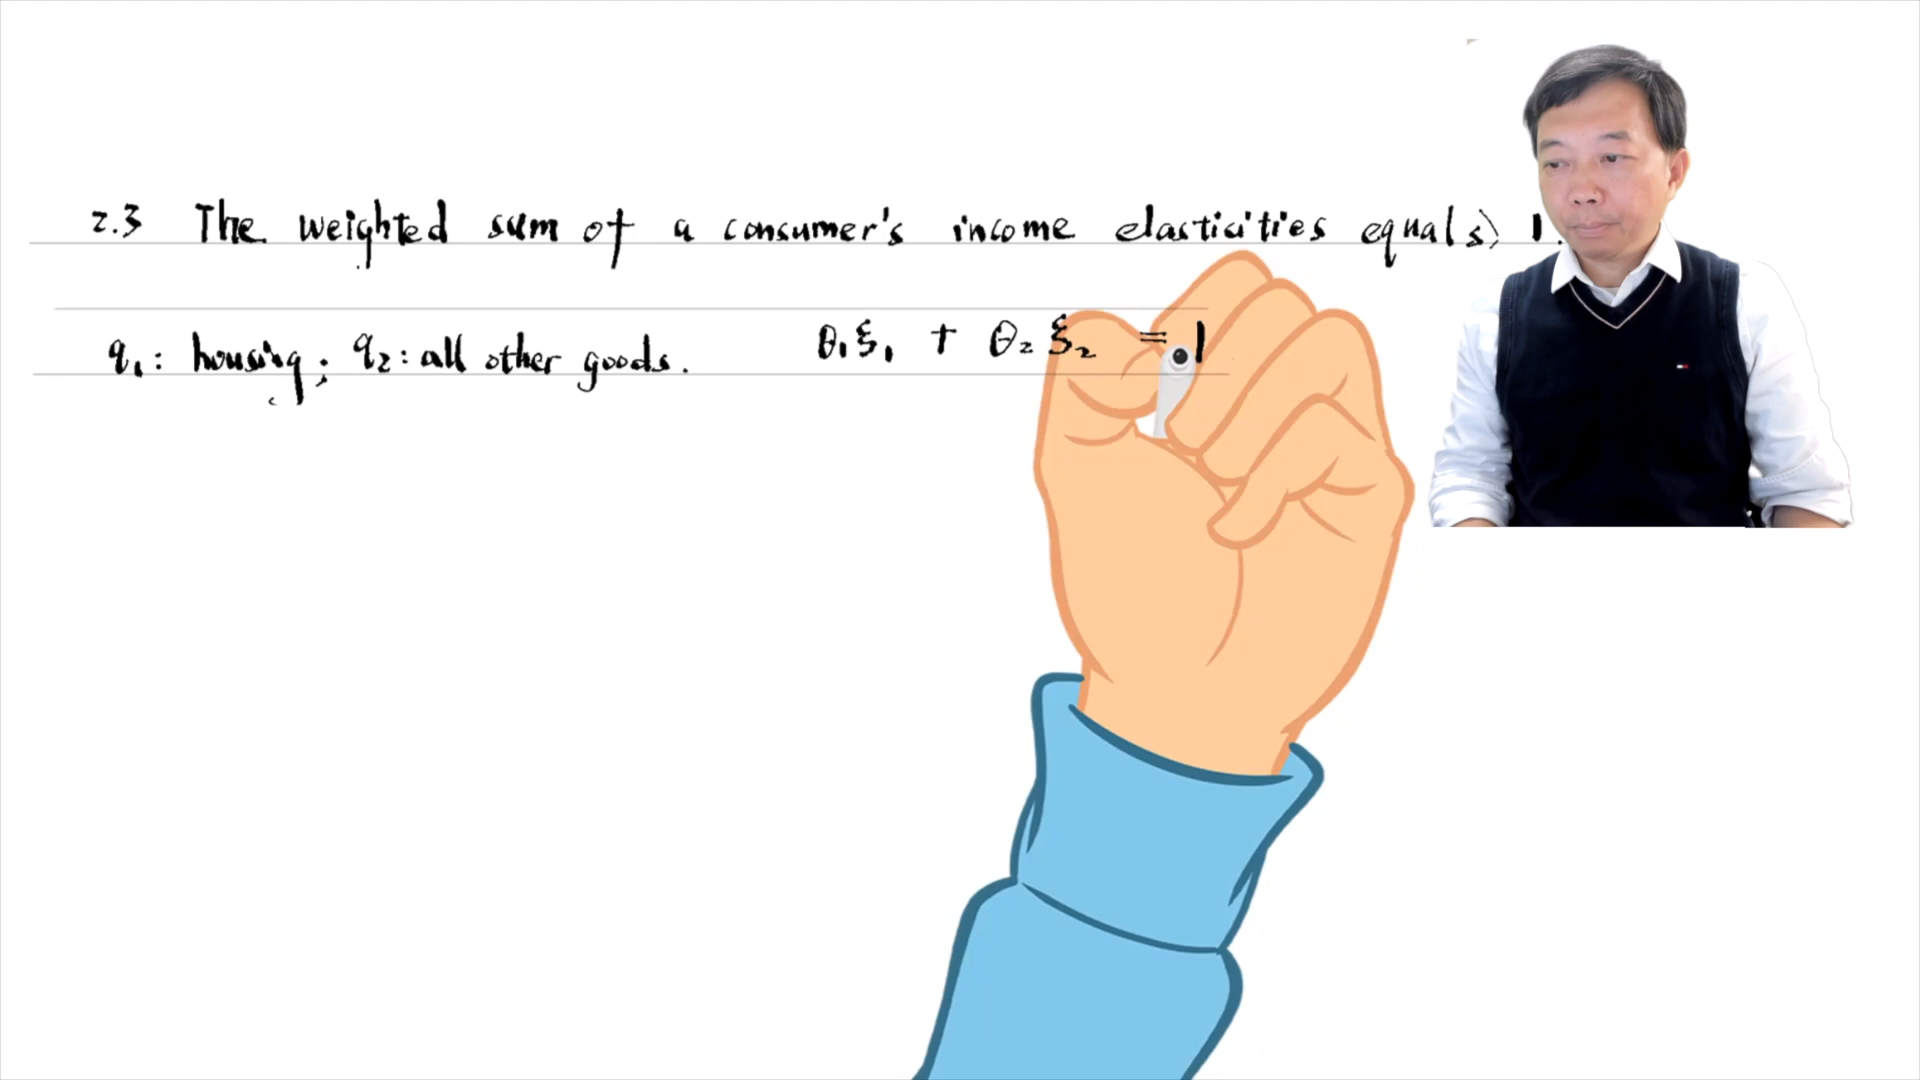 2.3 The weighted sum of a consumer's income elasticities equals 1.
q₁: housing; q₂: all other goods. θ₁ξ₁ + θ₂ξ₂ = 1